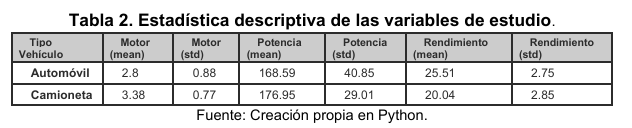 Tabla 2. Estadística descriptiva de las variables de estudio.
Tipo Vehículo | Motor (mean) | Motor (std) | Potencia (mean) | Potencia (std) | Rendimiento (mean) | Rendimiento (std)
Automóvil | 2.8 | 0.88 | 168.59 | 40.85 | 25.51 | 2.75
Camioneta | 3.38 | 0.77 | 176.95 | 29.01 | 20.04 | 2.85
Fuente: Creación propia en Python.